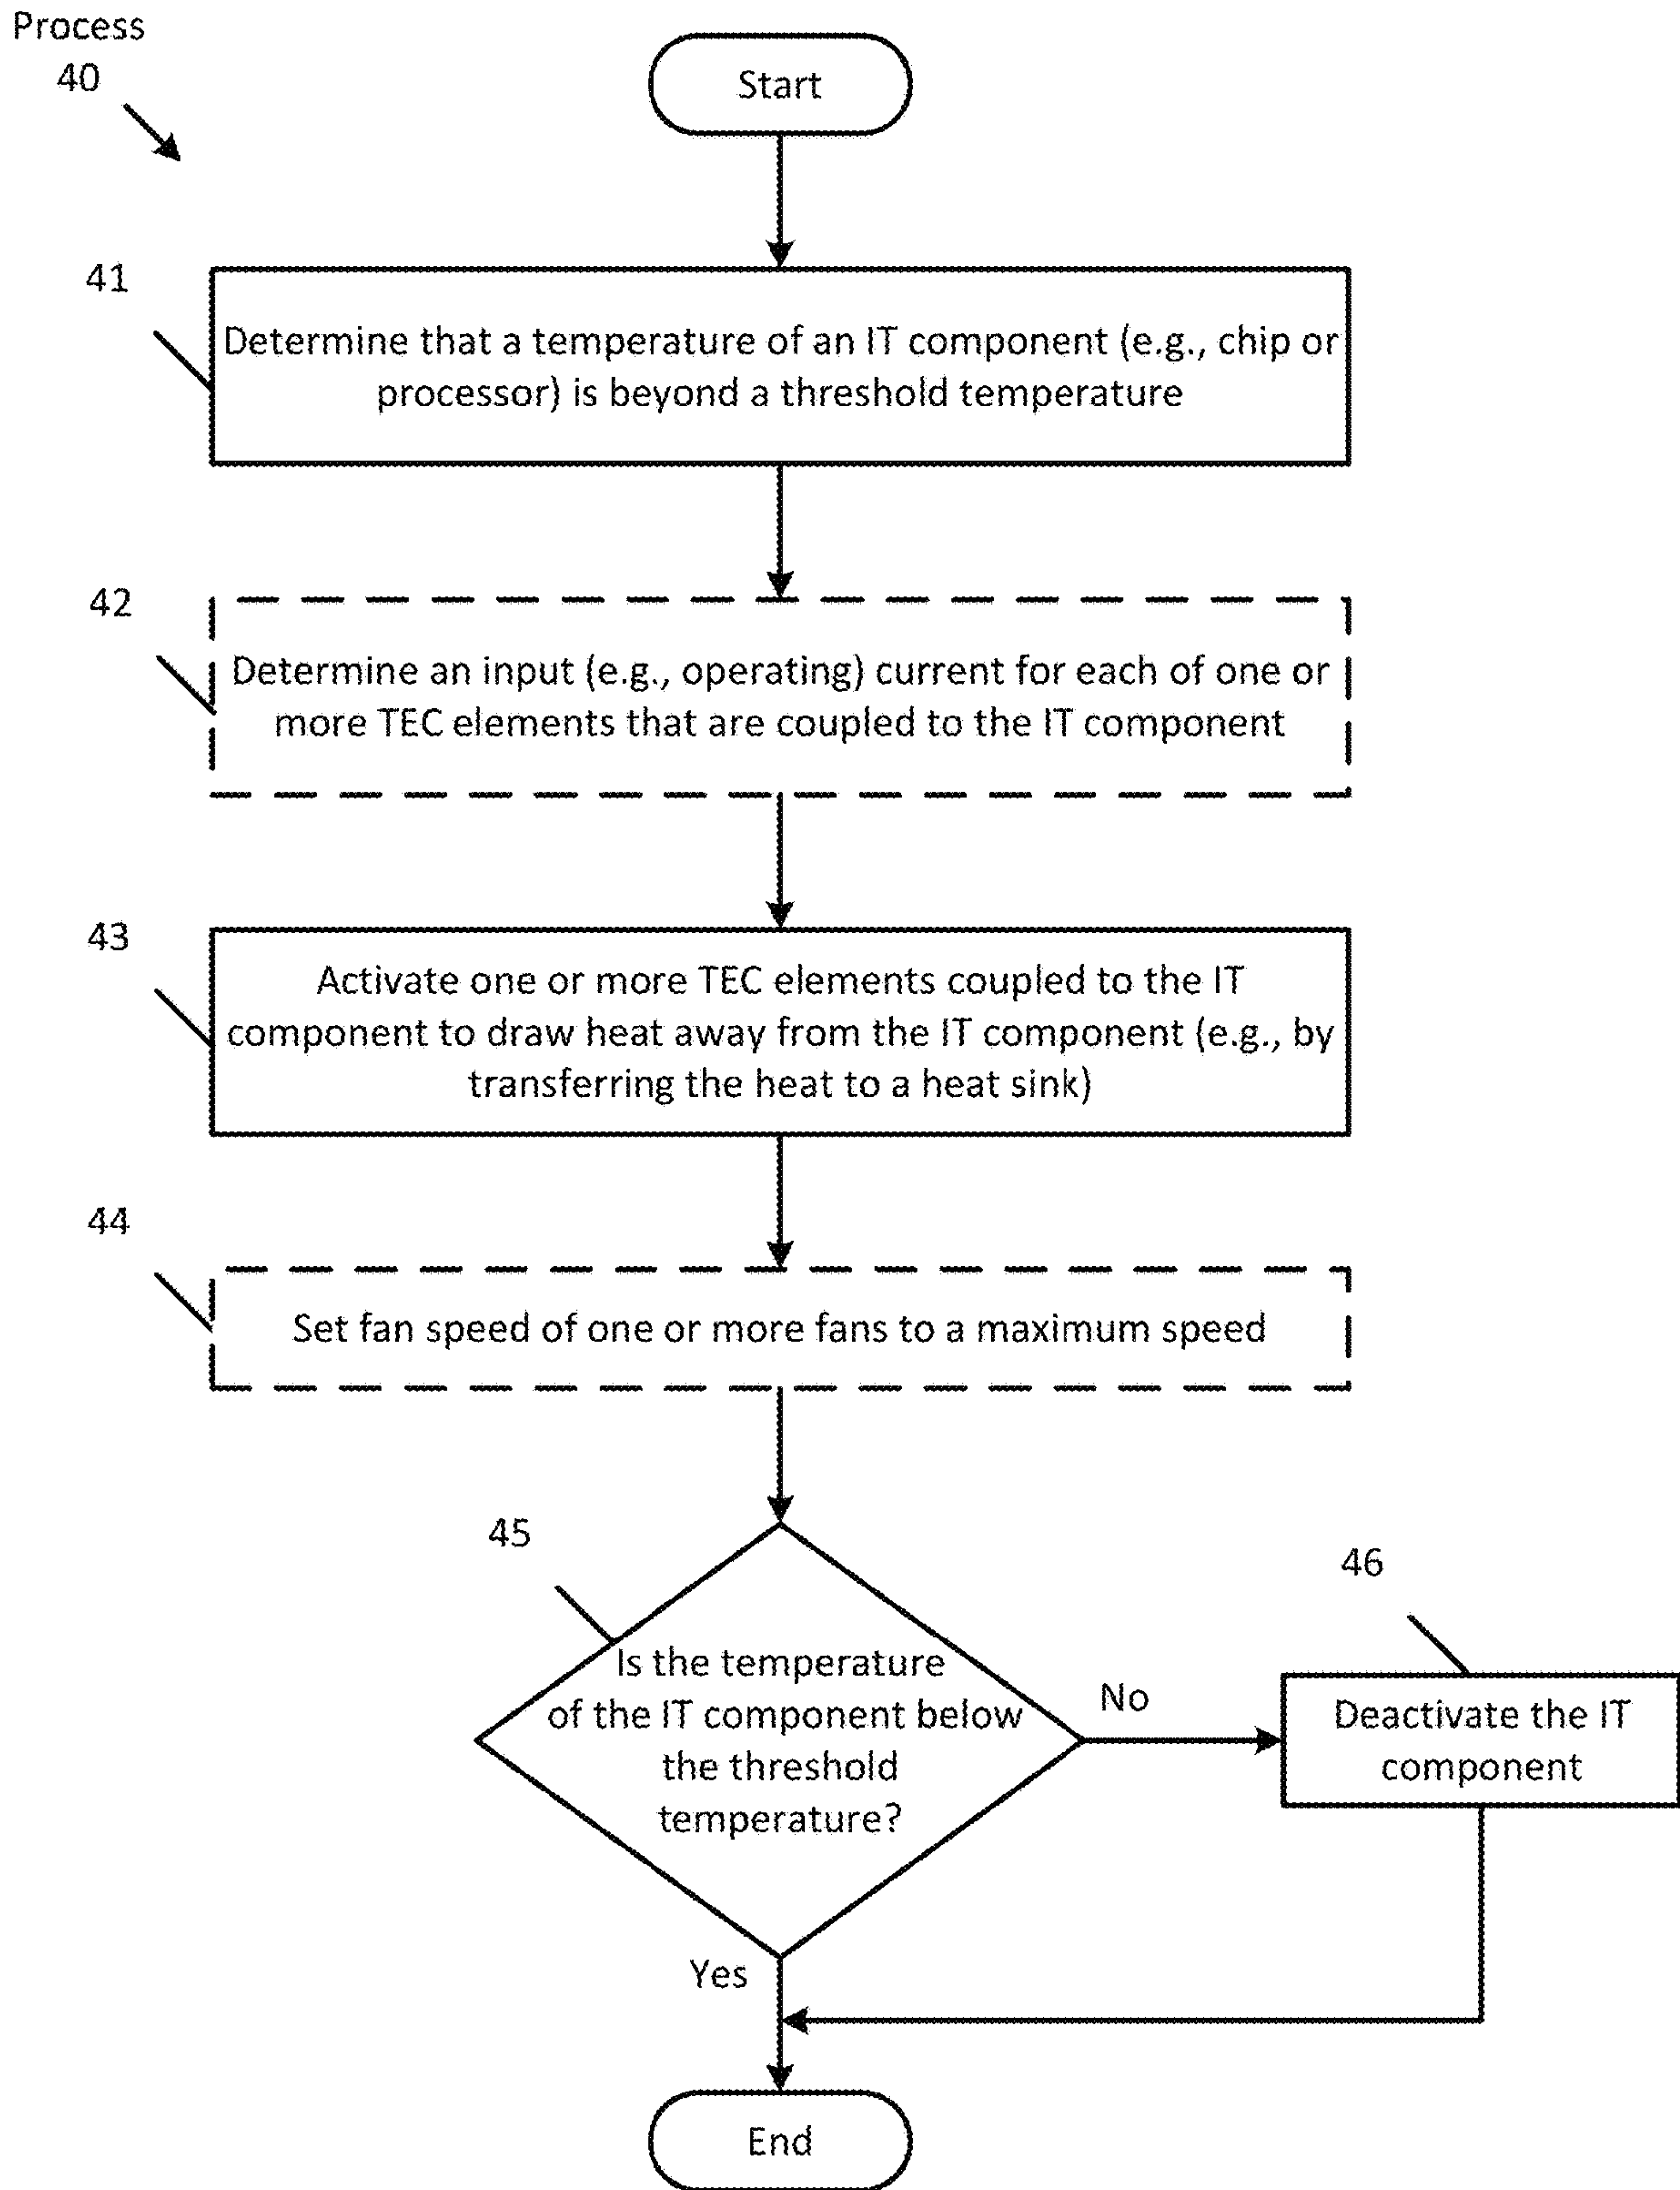 Process
40
Start
41
Determine that a temperature of an IT component (e.g., chip or
processor) is beyond a threshold temperature
42
Determine an input (e.g., operating) current for each of one or
more TEC elements that are coupled to the IT component
43
Activate one or more TEC elements coupled to the IT
component to draw heat away from the IT component (e.g., by
transferring the heat to a heat sink)
44
Set fan speed of one or more fans to a maximum speed
45
Is the temperature
of the IT component below
the threshold
temperature?
No
46
Deactivate the IT
component
Yes
End